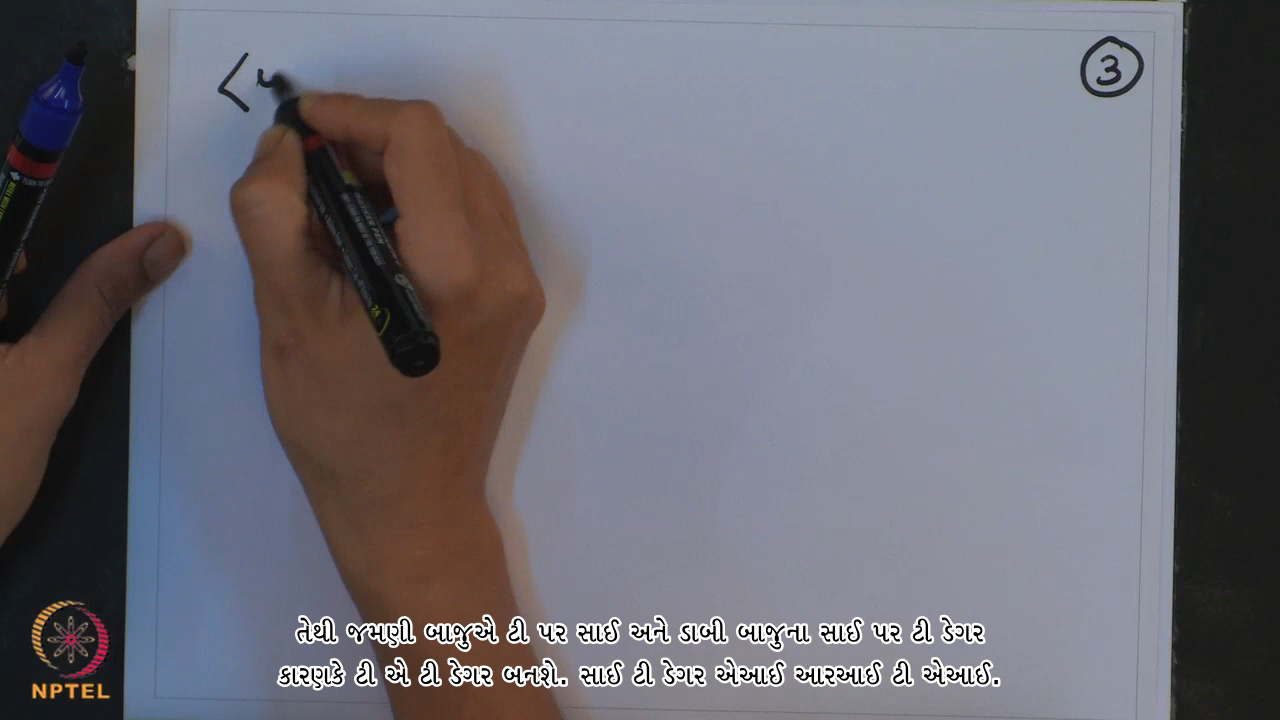 <
3
તેથી જમણી બાજુએ ટી પર સાઈ અને ડાબી બાજુના સાઈ પર ટી ડેગર
કારણકે ટી એ ટી ડેગર બનશે. સાઈ ટી ડેગર એઆઈ આરઆઈ ટી એઆઈ.
NPTEL